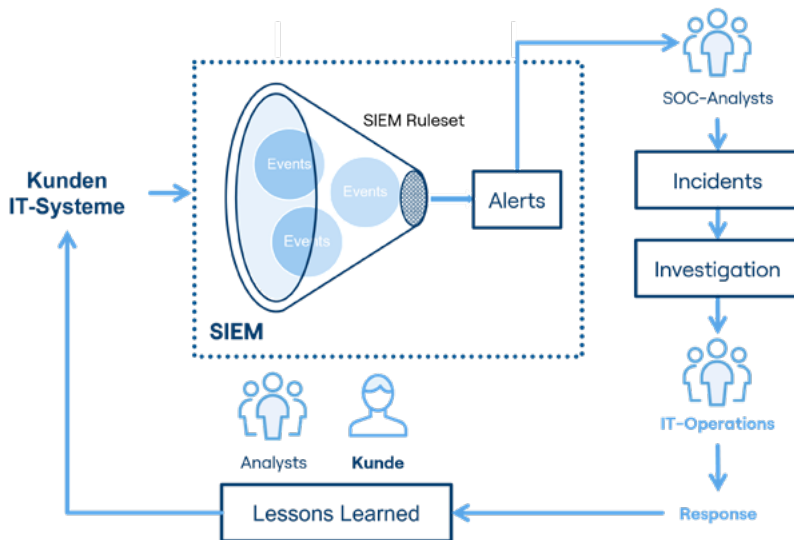 SOC-Analysts
SIEM Ruleset
Events
Events
Events
Kunden
IT-Systeme
Alerts
Incidents
Investigation
SIEM
IT-Operations
Analysts
Kunde
Lessons Learned
Response